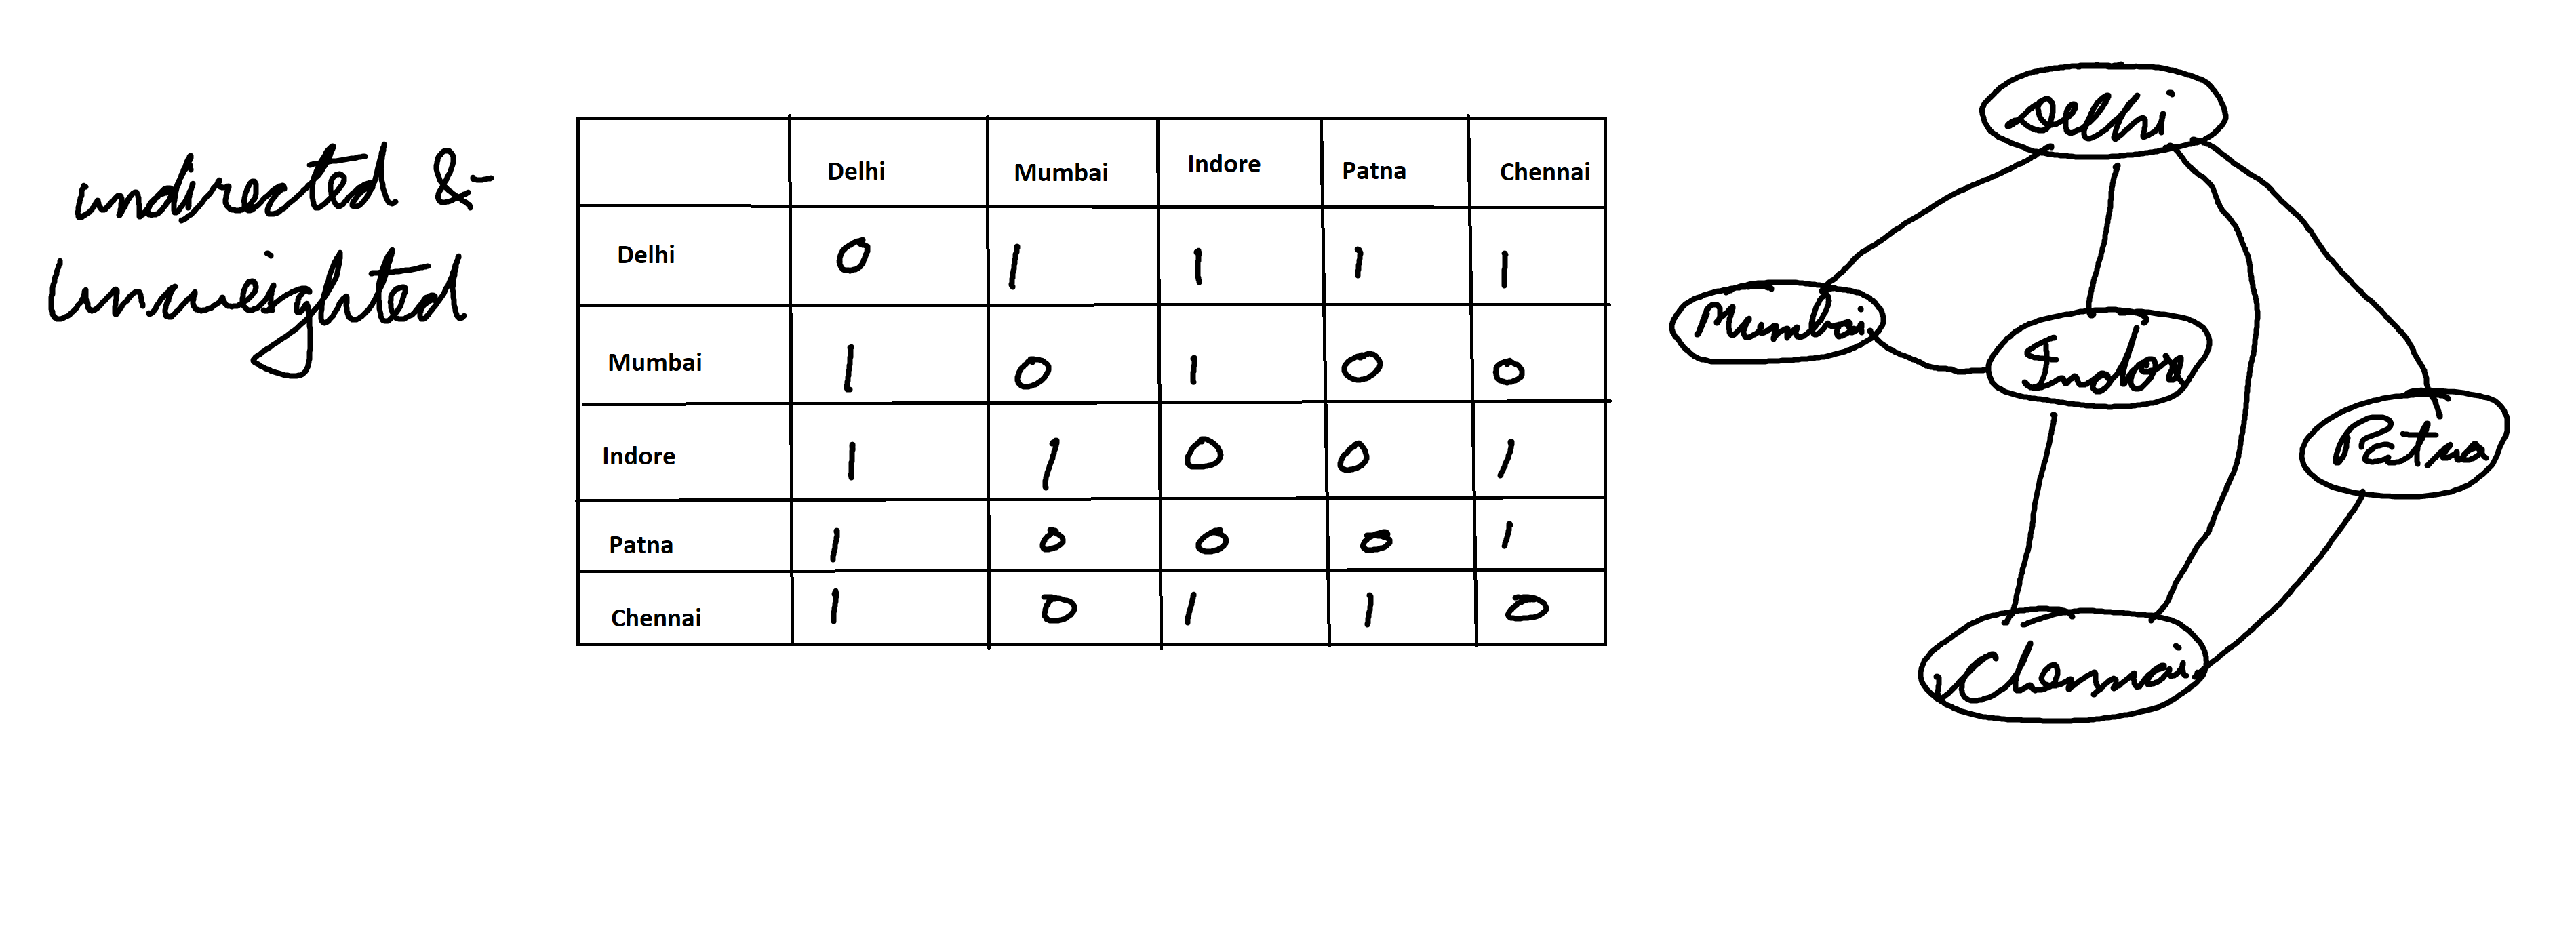 undirected &
Unweighted
Delhi Mumbai Indore Patna Chennai
Delhi 0 1 1 1 1
Mumbai 1 0 1 0 0
Indore 1 1 0 0 1
Patna 1 0 0 0 1
Chennai 1 0 1 1 0
Delhi
Mumbai
Indore
Patna
Chennai